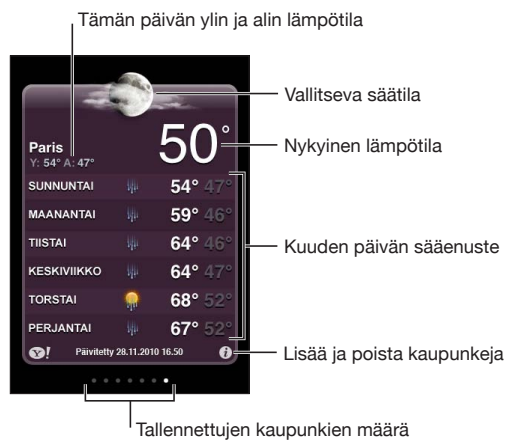 Tämän päivän ylin ja alin lämpötila
Vallitseva säätila
Paris
Y: 54° A: 47°
50°
Nykyinen lämpötila
SUNNUNTAI 54° 47°
MAANANTAI 59° 46°
TIISTAI 64° 46°
Kuuden päivän sääenuste
KESKIVIIKKO 64° 47°
TORSTAI 68° 52°
PERJANTAI 67° 52°
Y! Päivitetty 28.11.2010 16.50 i
Lisää ja poista kaupunkeja
Tallennettujen kaupunkien määrä